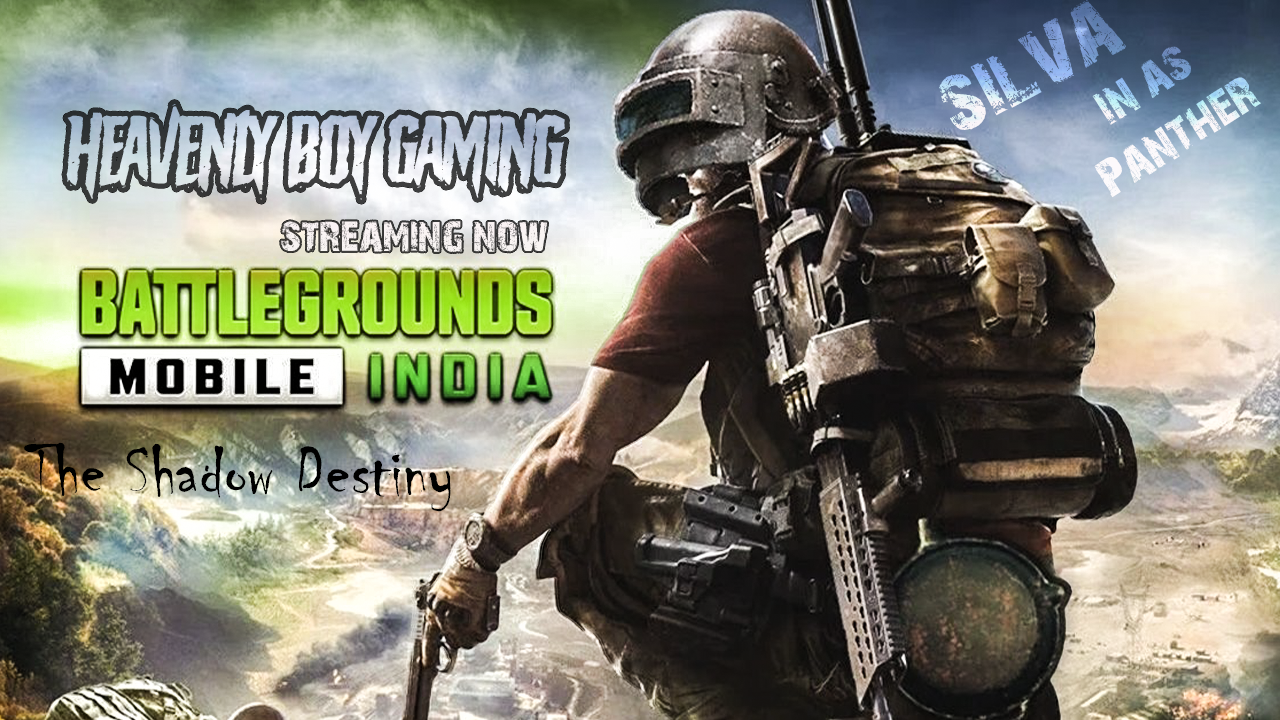 HEAVENLY BOY GAMING
STREAMING NOW
BATTLEGROUNDS
MOBILE INDIA
The Shadow Destiny
SILVA
IN AS
PANTHER